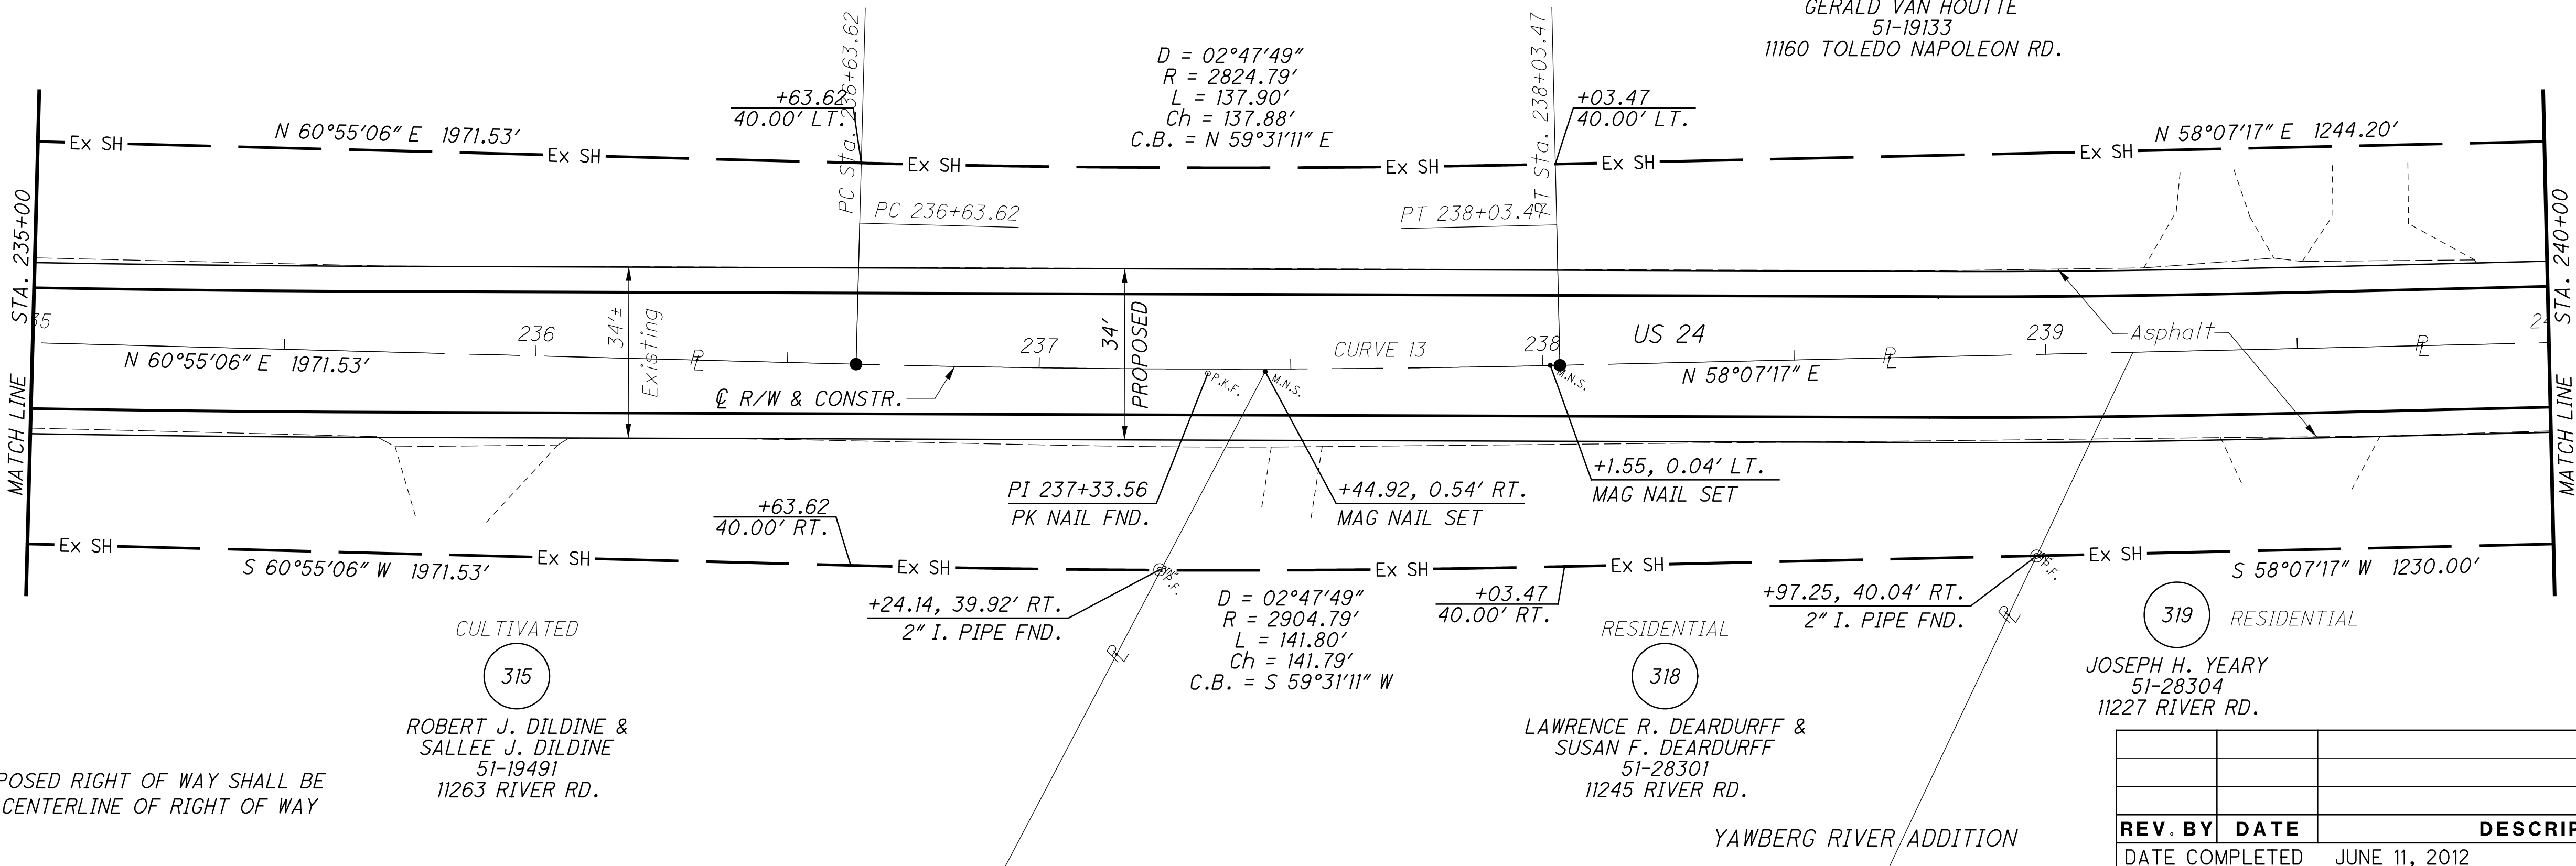 GERALD VAN HOUTTE
51-19133
11160 TOLEDO NAPOLEON RD.
D = 02°47'49"
R = 2824.79'
L = 137.90'
Ch = 137.88'
C.B. = N 59°31'11" E
PC Sta. 236+63.62
PT Sta. 238+03.47
+63.62
40.00' LT.
+03.47
40.00' LT.
N 60°55'06" E 1971.53'
N 58°07'17" E 1244.20'
Ex SH
Ex SH
Ex SH
Ex SH
Ex SH
Ex SH
PC 236+63.62
PT 238+03.47
MATCH LINE STA. 235+00
MATCH LINE STA. 240+00
236
237
238
239
34'±
Existing
34'
PROPOSED
CURVE 13
US 24
Asphalt
N 60°55'06" E 1971.53'
N 58°07'17" E
℄ R/W & CONSTR.
PL
PL
PL
P.K.F.
M.N.S.
M.N.S.
PI 237+33.56
PK NAIL FND.
+44.92, 0.54' RT.
MAG NAIL SET
+1.55, 0.04' LT.
MAG NAIL SET
+63.62
40.00' RT.
+03.47
40.00' RT.
Ex SH
Ex SH
Ex SH
Ex SH
Ex SH
Ex SH
S 60°55'06" W 1971.53'
S 58°07'17" W 1230.00'
+24.14, 39.92' RT.
2" I. PIPE FND.
+97.25, 40.04' RT.
2" I. PIPE FND.
PL
PL
D = 02°47'49"
R = 2904.79'
L = 141.80'
Ch = 141.79'
C.B. = S 59°31'11" W
CULTIVATED
315
ROBERT J. DILDINE &
SALLEE J. DILDINE
51-19491
11263 RIVER RD.
RESIDENTIAL
318
LAWRENCE R. DEARDURFF &
SUSAN F. DEARDURFF
51-28301
11245 RIVER RD.
319
RESIDENTIAL
JOSEPH H. YEARY
51-28304
11227 RIVER RD.
POSED RIGHT OF WAY SHALL BE
CENTERLINE OF RIGHT OF WAY
YAWBERG RIVER ADDITION
REV. BY DATE DESCRIP
DATE COMPLETED JUNE 11, 2012